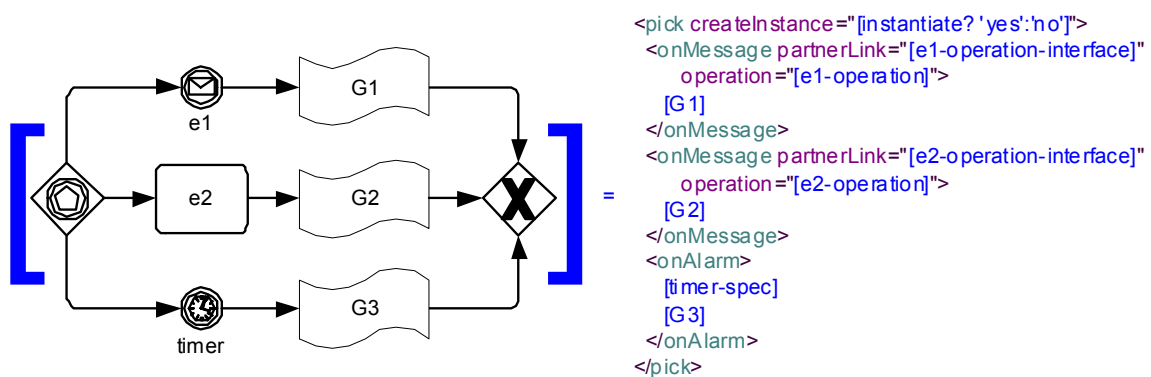 e1
G1
e2
G2
timer
G3
=
<pick createInstance="[instantiate? 'yes':'no']">
<onMessage partnerLink="[e1-operation-interface]"
operation="[e1-operation]">
[G1]
</onMessage>
<onMessage partnerLink="[e2-operation-interface]"
operation="[e2-operation]">
[G2]
</onMessage>
<onAlarm>
[timer-spec]
[G3]
</onAlarm>
</pick>